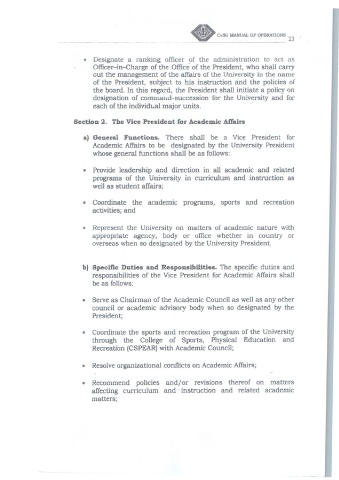 CvSU MANUAL OF OPERATIONS 23
• Designate a ranking officer of the administration to act as
Officer-in-Charge of the Office of the President, who shall carry
out the management of the affairs of the University in the name
of the President, subject to his instruction and the policies of
the board. In this regard, the President shall initiate a policy on
designation of command-succession for the University and for
each of the individual major units.
Section 2. The Vice President for Academic Affairs
a) General Functions. There shall be a Vice President for
Academic Affairs to be designated by the University President
whose general functions shall be as follows:
• Provide leadership and direction in all academic and related
programs of the University in curriculum and instruction as
well as student affairs;
• Coordinate the academic programs, sports and recreation
activities; and
• Represent the University on matters of academic nature with
appropriate agency, body or office whether in country or
overseas when so designated by the University President.
b) Specific Duties and Responsibilities. The specific duties and
responsibilities of the Vice President for Academic Affairs shall
be as follows:
• Serve as Chairman of the Academic Council as well as any other
council or academic advisory body when so designated by the
President;
• Coordinate the sports and recreation program of the University
through the College of Sports, Physical Education and
Recreation (CSPEAR) with Academic Council;
• Resolve organizational conflicts on Academic Affairs;
• Recommend policies and/or revisions thereof on matters
affecting curriculum and instruction and related academic
matters;